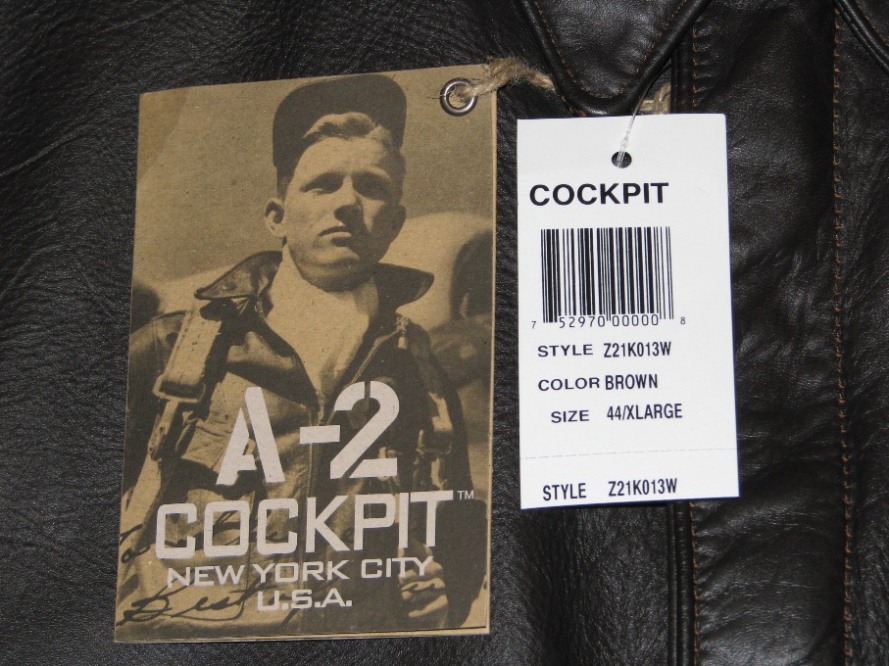 A-2
COCKPIT™
NEW YORK CITY
U.S.A.
Best
COCKPIT
7 52970 00000 8
STYLE Z21K013W
COLOR BROWN
SIZE 44/XLARGE
STYLE Z21K013W